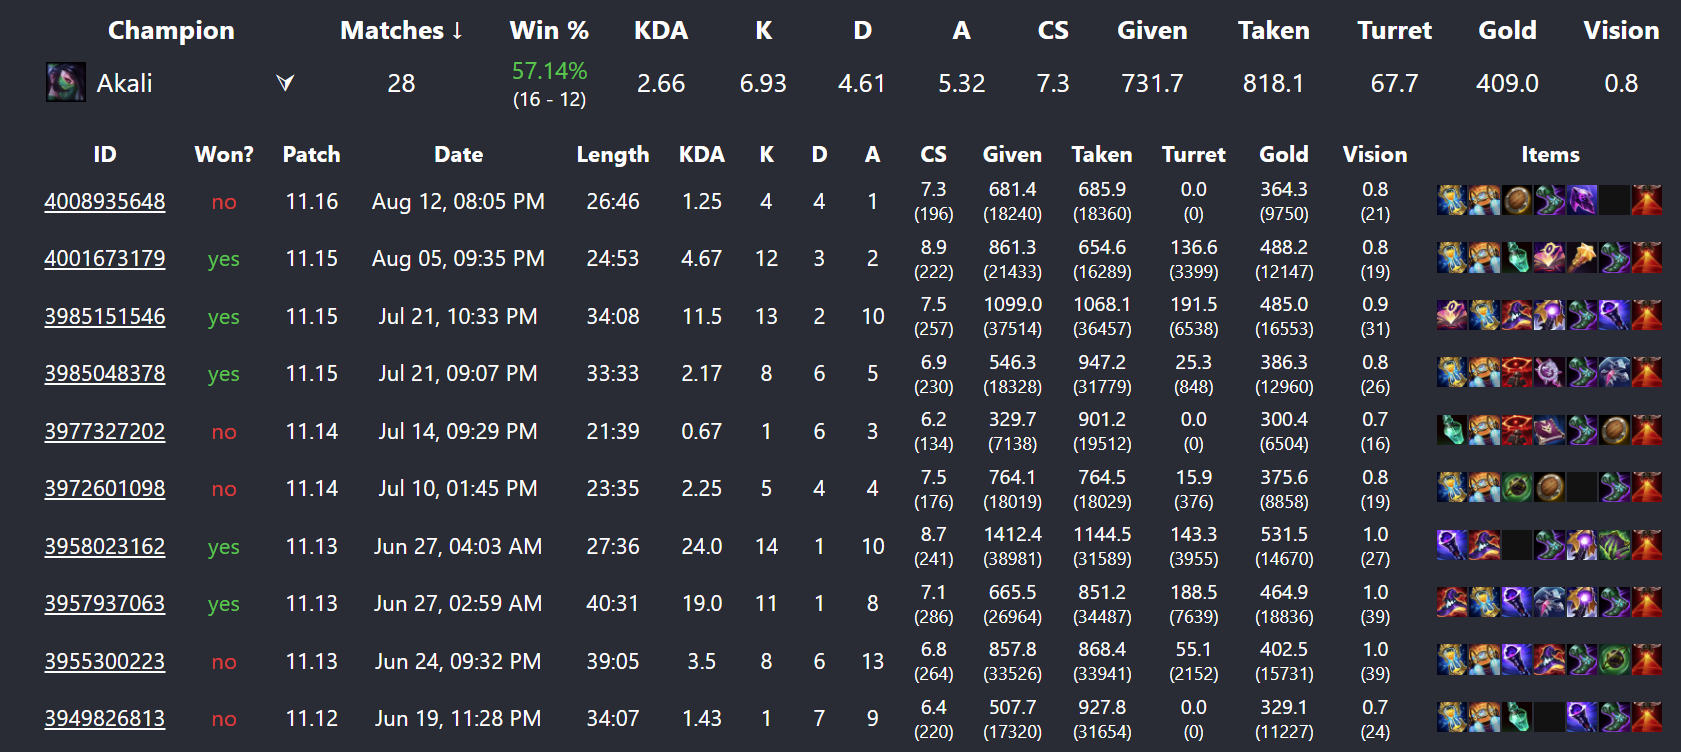 Champion Matches ↓ Win % KDA K D A CS Given Taken Turret Gold Vision
Akali 28 57.14% (16 - 12) 2.66 6.93 4.61 5.32 7.3 731.7 818.1 67.7 409.0 0.8
ID Won? Patch Date Length KDA K D A CS Given Taken Turret Gold Vision Items
4008935648 no 11.16 Aug 12, 08:05 PM 26:46 1.25 4 4 1 7.3 (196) 681.4 (18240) 685.9 (18360) 0.0 (0) 364.3 (9750) 0.8 (21)
4001673179 yes 11.15 Aug 05, 09:35 PM 24:53 4.67 12 3 2 8.9 (222) 861.3 (21433) 654.6 (16289) 136.6 (3399) 488.2 (12147) 0.8 (19)
3985151546 yes 11.15 Jul 21, 10:33 PM 34:08 11.5 13 2 10 7.5 (257) 1099.0 (37514) 1068.1 (36457) 191.5 (6538) 485.0 (16553) 0.9 (31)
3985048378 yes 11.15 Jul 21, 09:07 PM 33:33 2.17 8 6 5 6.9 (230) 546.3 (18328) 947.2 (31779) 25.3 (848) 386.3 (12960) 0.8 (26)
3977327202 no 11.14 Jul 14, 09:29 PM 21:39 0.67 1 6 3 6.2 (134) 329.7 (7138) 901.2 (19512) 0.0 (0) 300.4 (6504) 0.7 (16)
3972601098 no 11.14 Jul 10, 01:45 PM 23:35 2.25 5 4 4 7.5 (176) 764.1 (18019) 764.5 (18029) 15.9 (376) 375.6 (8858) 0.8 (19)
3958023162 yes 11.13 Jun 27, 04:03 AM 27:36 24.0 14 1 10 8.7 (241) 1412.4 (38981) 1144.5 (31589) 143.3 (3955) 531.5 (14670) 1.0 (27)
3957937063 yes 11.13 Jun 27, 02:59 AM 40:31 19.0 11 1 8 7.1 (286) 665.5 (26964) 851.2 (34487) 188.5 (7639) 464.9 (18836) 1.0 (39)
3955300223 no 11.13 Jun 24, 09:32 PM 39:05 3.5 8 6 13 6.8 (264) 857.8 (33526) 868.4 (33941) 55.1 (2152) 402.5 (15731) 1.0 (39)
3949826813 no 11.12 Jun 19, 11:28 PM 34:07 1.43 1 7 9 6.4 (220) 507.7 (17320) 927.8 (31654) 0.0 (0) 329.1 (11227) 0.7 (24)